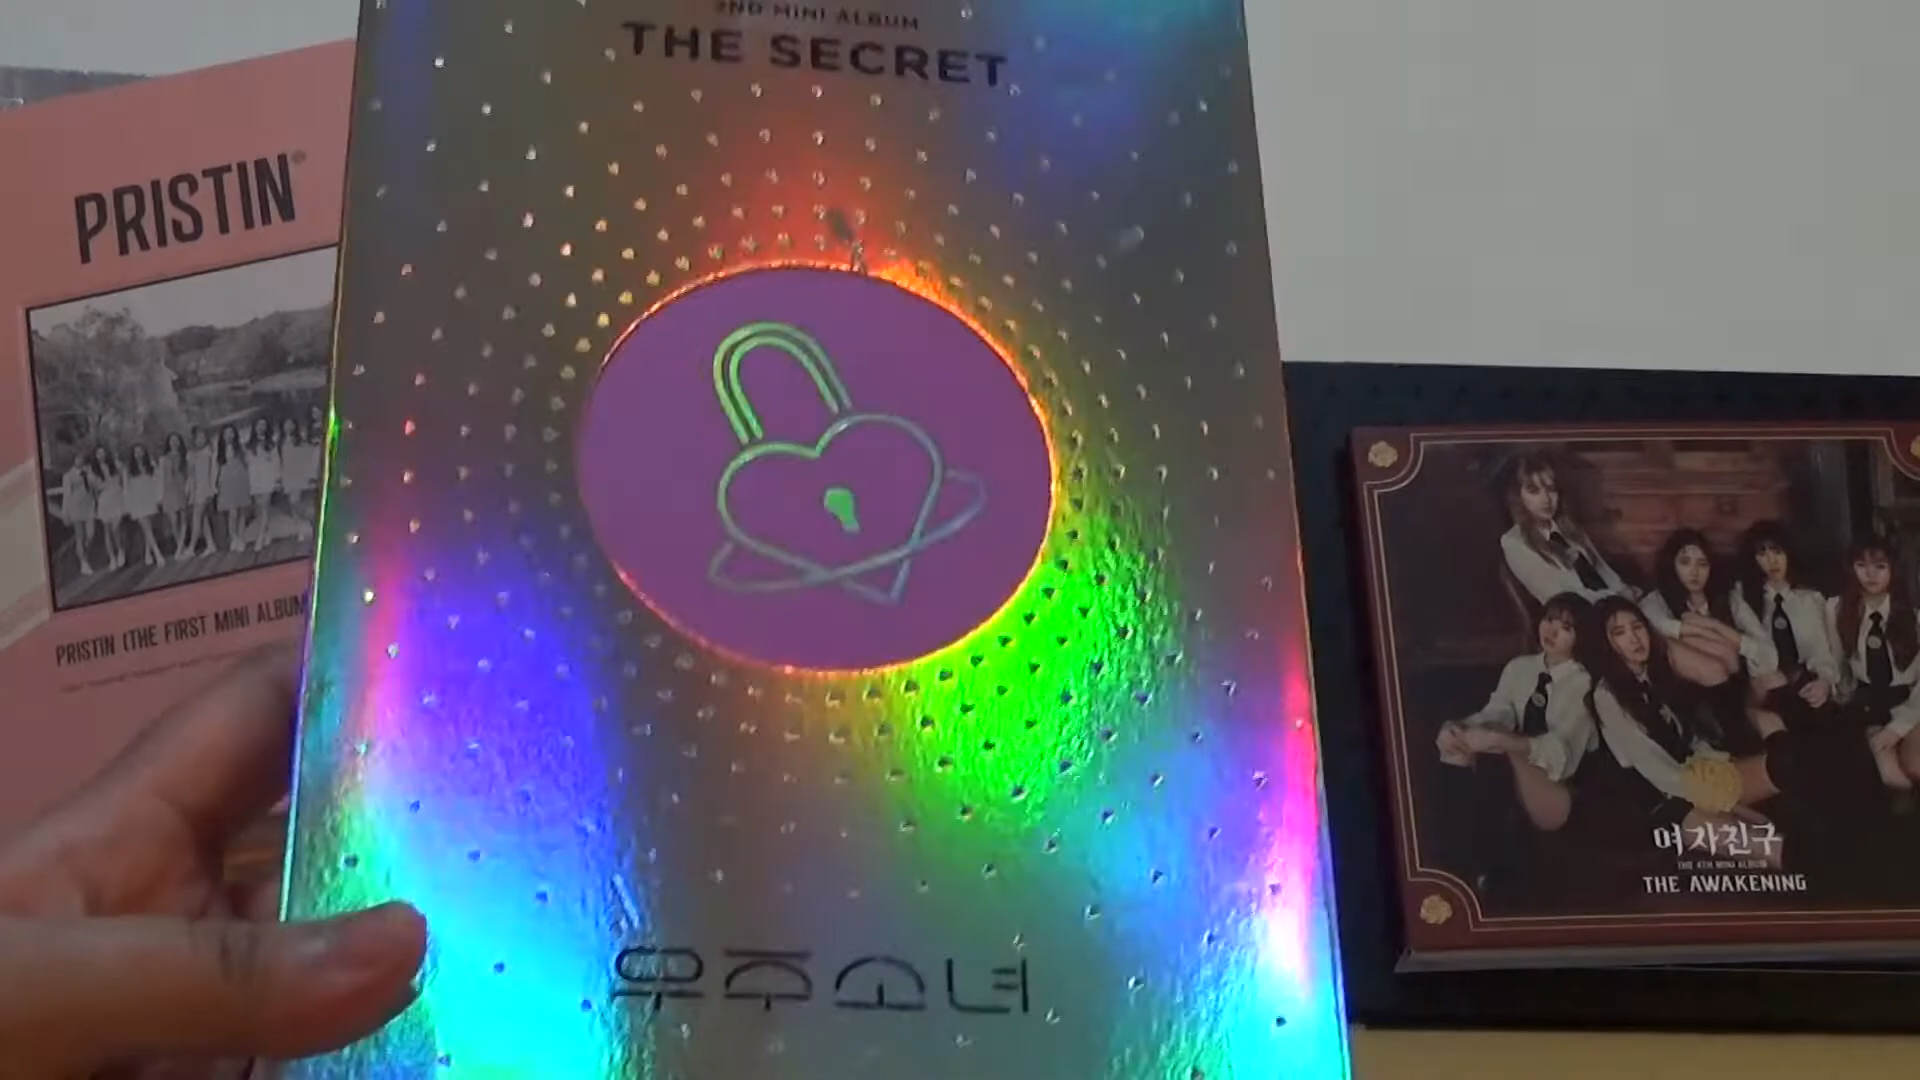 2ND MINI ALBUM
THE SECRET
우주소녀
PRISTIN
PRISTIN (THE FIRST MINI ALBUM
여자친구
THE 4TH MINI ALBUM
THE AWAKENING